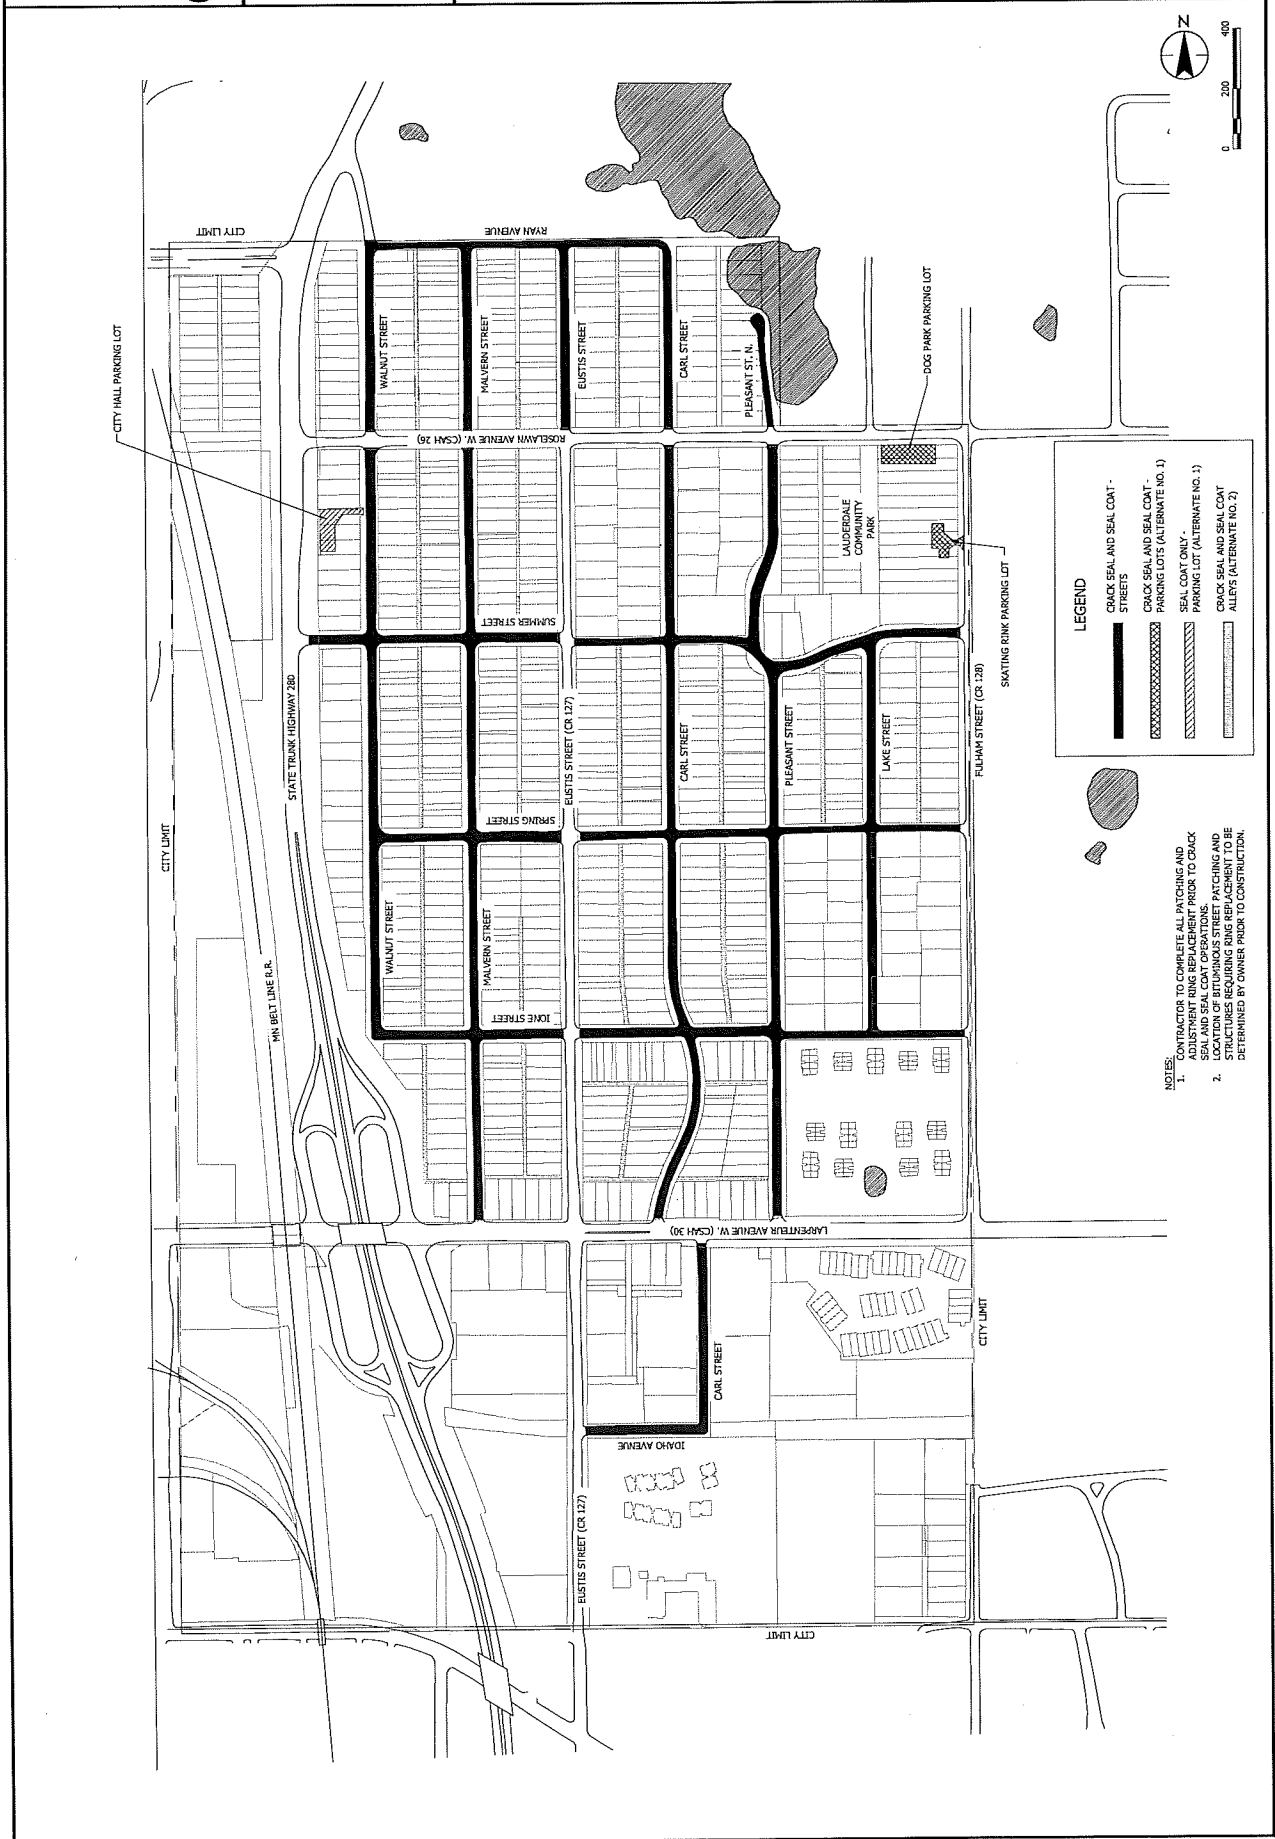 N
0 200 400
CITY HALL PARKING LOT
CITY LIMIT
RYAN AVENUE
WALNUT STREET
MALVERN STREET
EUSTIS STREET
CARL STREET
PLEASANT ST. N.
DOG PARK PARKING LOT
ROSELAWN AVENUE W. (CSAH 26)
LAUDERDALE
COMMUNITY
PARK
SKATING RINK PARKING LOT
SUMMER STREET
STATE TRUNK HIGHWAY 280
EUSTIS STREET (CR 127)
CARL STREET
PLEASANT STREET
LAKE STREET
FULHAM STREET (CR 128)
SPRING STREET
CITY LIMIT
MN BELT LINE R.R.
WALNUT STREET
MALVERN STREET
IONE STREET
LARPENTEUR AVENUE W. (CSAH 30)
CITY LIMIT
CARL STREET
IDAHO AVENUE
EUSTIS STREET (CR 127)
CITY LIMIT
LEGEND
CRACK SEAL AND SEAL COAT -
STREETS
CRACK SEAL AND SEAL COAT -
PARKING LOTS (ALTERNATE NO. 1)
SEAL COAT ONLY -
PARKING LOT (ALTERNATE NO. 1)
CRACK SEAL AND SEAL COAT
ALLEYS (ALTERNATE NO. 2)
NOTES:
1. CONTRACTOR TO COMPLETE ALL PATCHING AND
ADJUSTMENT RING REPLACEMENT PRIOR TO CRACK
SEAL AND SEAL COAT OPERATIONS.
2. LOCATION OF BITUMINOUS STREET PATCHING AND
STRUCTURES REQUIRING RING REPLACEMENT TO BE
DETERMINED BY OWNER PRIOR TO CONSTRUCTION.